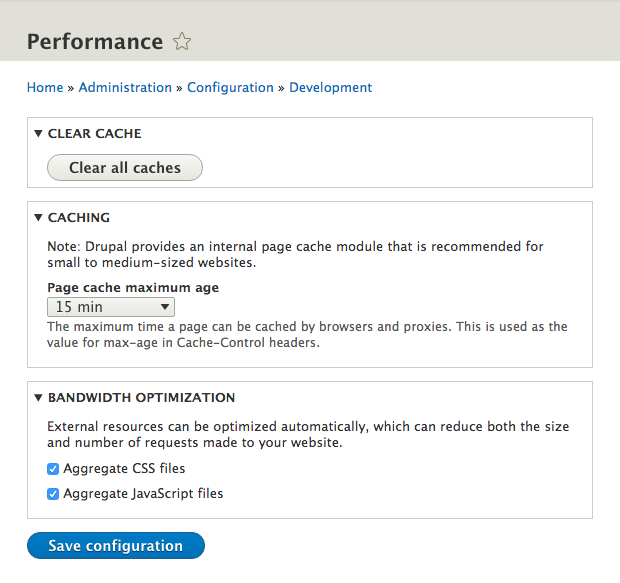 Performance
Home » Administration » Configuration » Development
CLEAR CACHE
Clear all caches
CACHING
Note: Drupal provides an internal page cache module that is recommended for
small to medium-sized websites.
Page cache maximum age
15 min
The maximum time a page can be cached by browsers and proxies. This is used as the
value for max-age in Cache-Control headers.
BANDWIDTH OPTIMIZATION
External resources can be optimized automatically, which can reduce both the size
and number of requests made to your website.
Aggregate CSS files
Aggregate JavaScript files
Save configuration